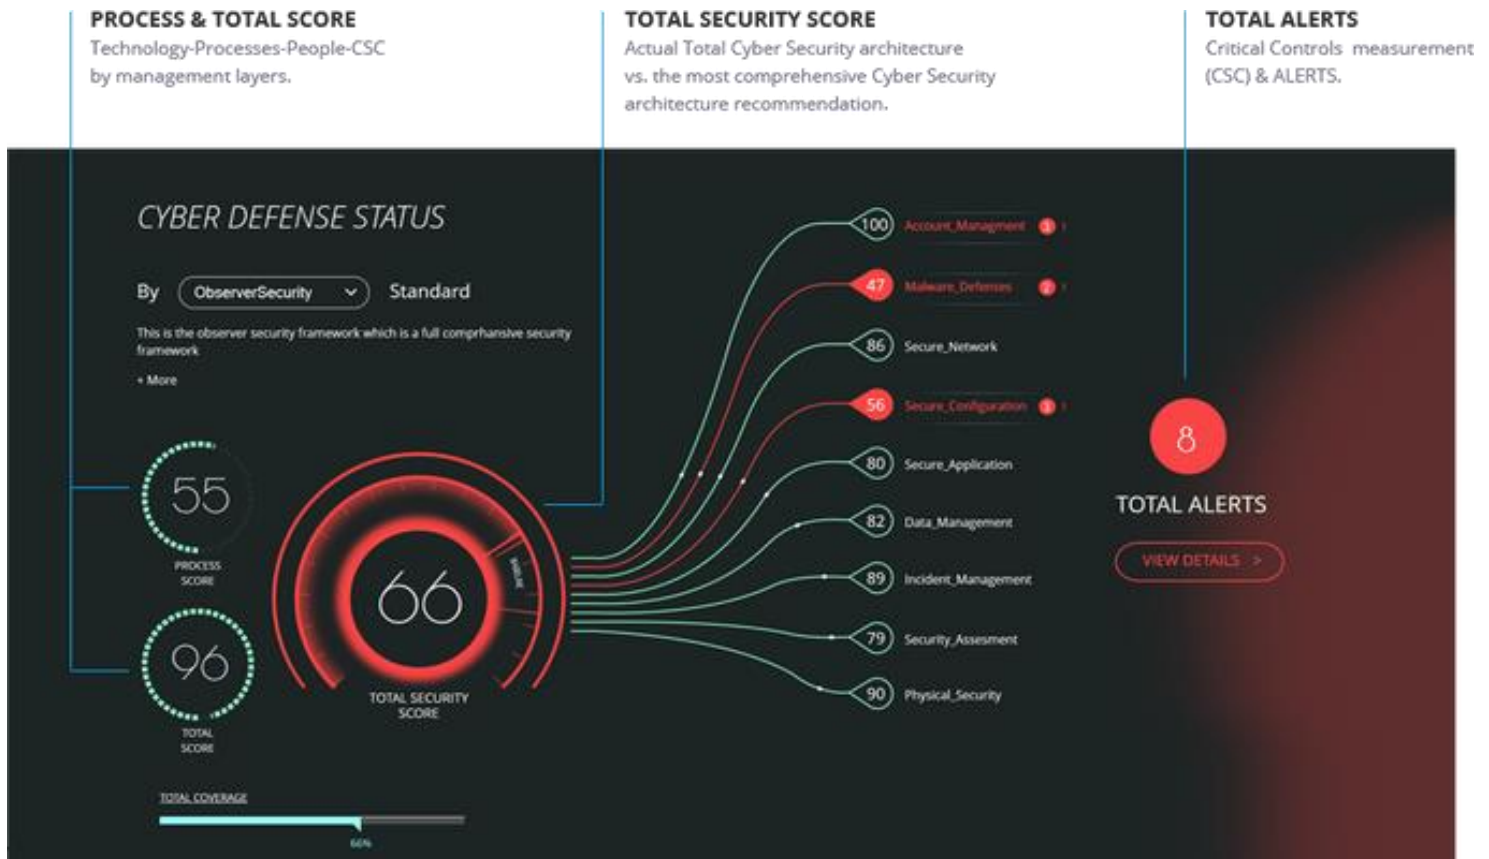 PROCESS & TOTAL SCORE
Technology-Processes-People-CSC
by management layers.
TOTAL SECURITY SCORE
Actual Total Cyber Security architecture
vs. the most comprehensive Cyber Security
architecture recommendation.
TOTAL ALERTS
Critical Controls measurement
(CSC) & ALERTS.
CYBER DEFENSE STATUS
By ObserverSecurity Standard
This is the observer security framework which is a full comprhansive security
framework
+ More
55
PROCESS
SCORE
96
TOTAL
SCORE
66
TOTAL SECURITY
SCORE
TOTAL COVERAGE
66%
100 Account_Managment 3
47 Malware_Defenses 2
86 Secure_Network
56 Secure_Configuration 3
80 Secure_Application
82 Data_Management
89 Incident_Management
79 Security_Assesment
90 Physical_Security
8
TOTAL ALERTS
VIEW DETAILS >